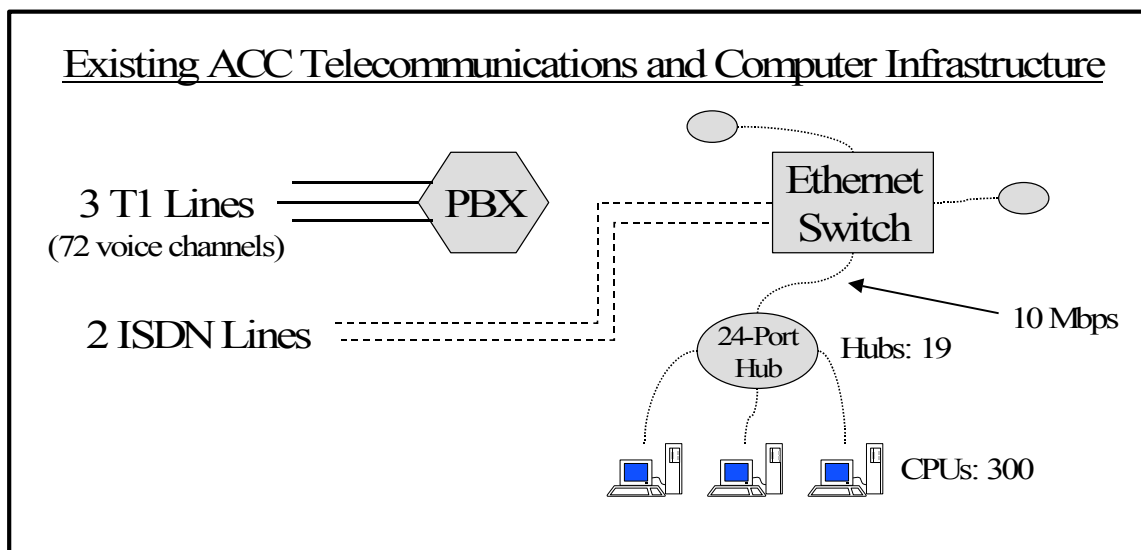 Existing ACC Telecommunications and Computer Infrastructure
3 T1 Lines
(72 voice channels)
PBX
Ethernet
Switch
2 ISDN Lines
10 Mbps
24-Port
Hub
Hubs: 19
CPUs: 300